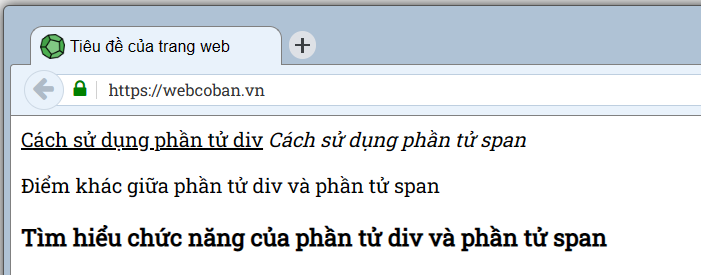 Tiêu đề của trang web
https://webcoban.vn
Cách sử dụng phần tử div Cách sử dụng phần tử span
Điểm khác giữa phần tử div và phần tử span
Tìm hiểu chức năng của phần tử div và phần tử span